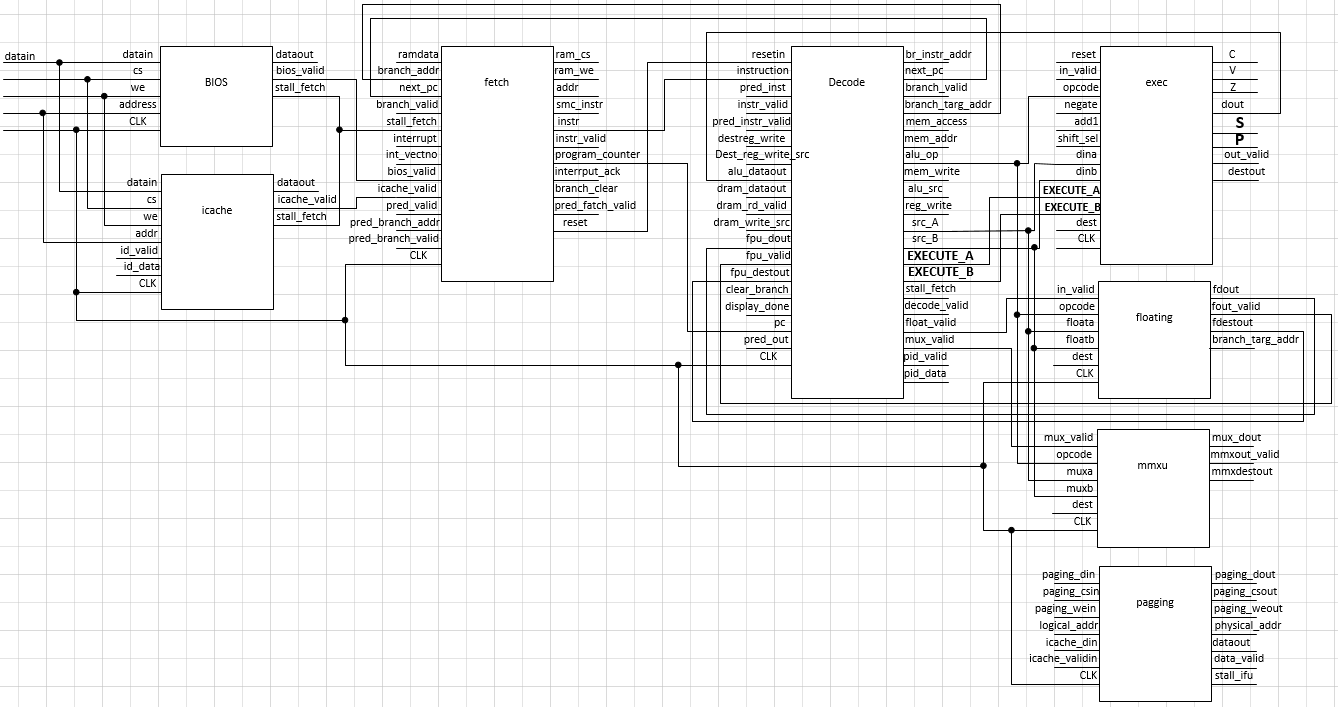 datain
datain
cs
we
address
CLK
BIOS
dataout
bios_valid
stall_fetch
datain
cs
we
addr
id_valid
id_data
CLK
icache
dataout
icache_valid
stall_fetch
ramdata
branch_addr
next_pc
branch_valid
stall_fetch
interrupt
int_vectno
bios_valid
icache_valid
pred_valid
pred_branch_addr
pred_branch_valid
CLK
fetch
ram_cs
ram_we
addr
smc_instr
instr
instr_valid
program_counter
interrput_ack
branch_clear
pred_fatch_valid
reset
resetin
instruction
pred_inst
instr_valid
pred_instr_valid
destreg_write
Dest_reg_write_src
alu_dataout
dram_dataout
dram_rd_valid
dram_write_src
fpu_dout
fpu_valid
fpu_destout
clear_branch
display_done
pc
pred_out
CLK
Decode
br_instr_addr
next_pc
branch_valid
branch_targ_addr
mem_access
mem_addr
alu_op
mem_write
alu_src
reg_write
src_A
src_B
EXECUTE_A
EXECUTE_B
stall_fetch
decode_valid
float_valid
mux_valid
pid_valid
pid_data
reset
in_valid
opcode
negate
add1
shift_sel
dina
dinb
EXECUTE_A
EXECUTE_B
dest
CLK
exec
C
V
Z
dout
S
P
out_valid
destout
in_valid
opcode
floata
floatb
dest
CLK
floating
fdout
fout_valid
fdestout
branch_targ_addr
mux_valid
opcode
muxa
muxb
dest
CLK
mmxu
mux_dout
mmxout_valid
mmxdestout
paging_din
paging_csin
paging_wein
logical_addr
icache_din
icache_validin
CLK
pagging
paging_dout
paging_csout
paging_weout
physical_addr
dataout
data_valid
stall_ifu